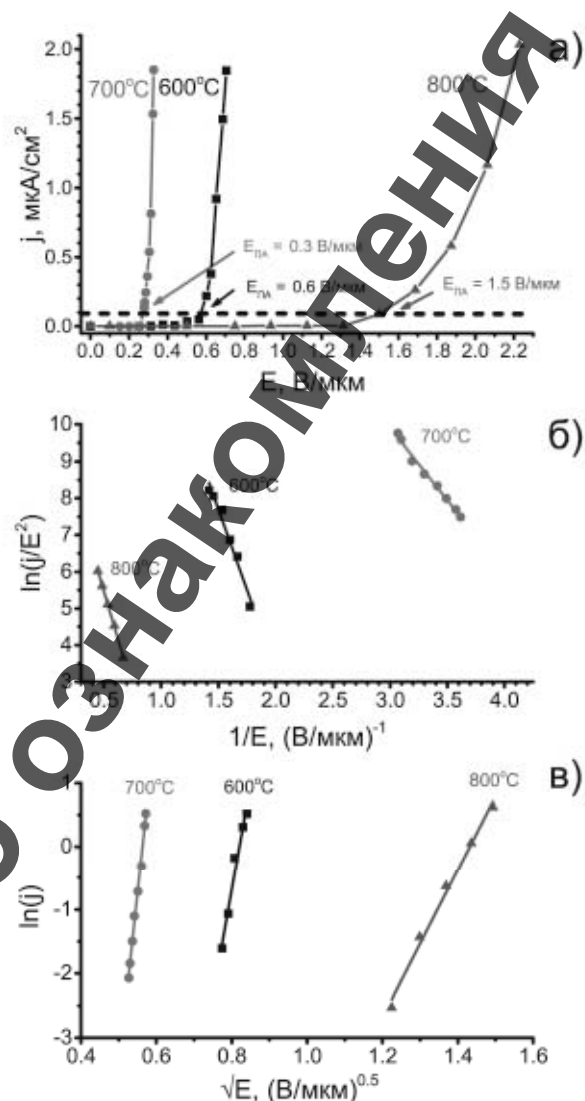 а)
2.0
700°C 600°C
800°C
1.5
j, мкА/см²
1.0
E_ПА = 0.3 В/мкм
0.5
E_ПА = 0.6 В/мкм
E_ПА = 1.5 В/мкм
0.0
0.0 0.2 0.4 0.6 0.8 1.0 1.2 1.4 1.6 1.8 2.0 2.2
E, В/мкм
б)
10
700°C
9
8
600°C
ln(j/E²)
7
6
800°C
5
4
3
0.5 1.0 1.5 2.0 2.5 3.0 3.5 4.0
1/E, (В/мкм)⁻¹
в)
1
700°C 600°C 800°C
0
ln(j)
-1
-2
-3
0.4 0.6 0.8 1.0 1.2 1.4 1.6
√E, (В/мкм)^0.5
ознакомления